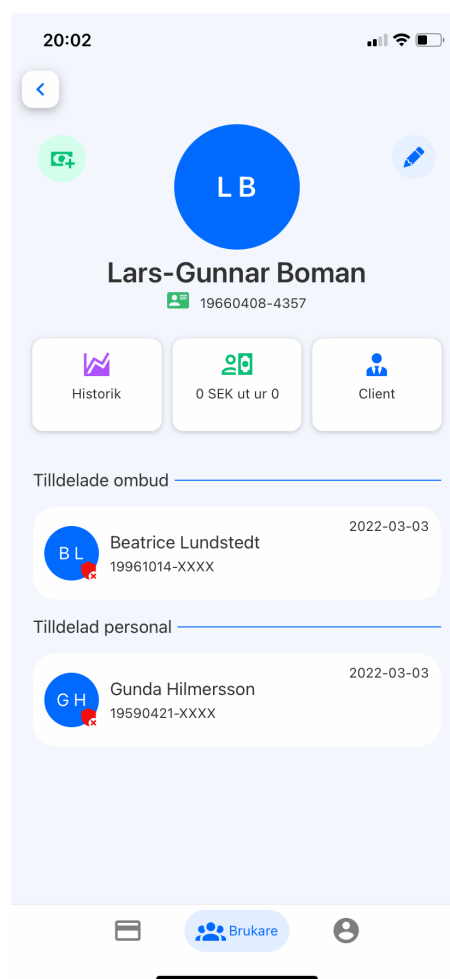 20:02
L B
Lars-Gunnar Boman
19660408-4357
Historik
0 SEK ut ur 0
Client
Tilldelade ombud
2022-03-03
B L
Beatrice Lundstedt
19961014-XXXX
Tilldelad personal
2022-03-03
G H
Gunda Hilmersson
19590421-XXXX
Brukare